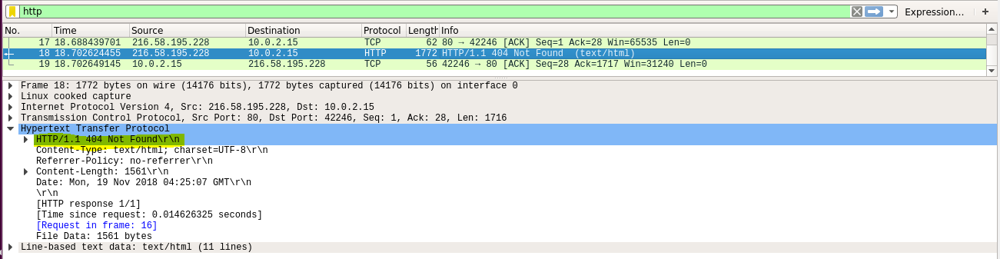 http Expression... +
No. Time Source Destination Protocol Length Info
17 18.688439701 216.58.195.228 10.0.2.15 TCP 62 80 → 42246 [ACK] Seq=1 Ack=28 Win=65535 Len=0
18 18.702624455 216.58.195.228 10.0.2.15 HTTP 1772 HTTP/1.1 404 Not Found (text/html)
19 18.702649145 10.0.2.15 216.58.195.228 TCP 56 42246 → 80 [ACK] Seq=28 Ack=1717 Win=31240 Len=0
Frame 18: 1772 bytes on wire (14176 bits), 1772 bytes captured (14176 bits) on interface 0
Linux cooked capture
Internet Protocol Version 4, Src: 216.58.195.228, Dst: 10.0.2.15
Transmission Control Protocol, Src Port: 80, Dst Port: 42246, Seq: 1, Ack: 28, Len: 1716
Hypertext Transfer Protocol
HTTP/1.1 404 Not Found\r\n
Content-Type: text/html; charset=UTF-8\r\n
Referrer-Policy: no-referrer\r\n
Content-Length: 1561\r\n
Date: Mon, 19 Nov 2018 04:25:07 GMT\r\n
\r\n
[HTTP response 1/1]
[Time since request: 0.014626325 seconds]
[Request in frame: 16]
File Data: 1561 bytes
Line-based text data: text/html (11 lines)